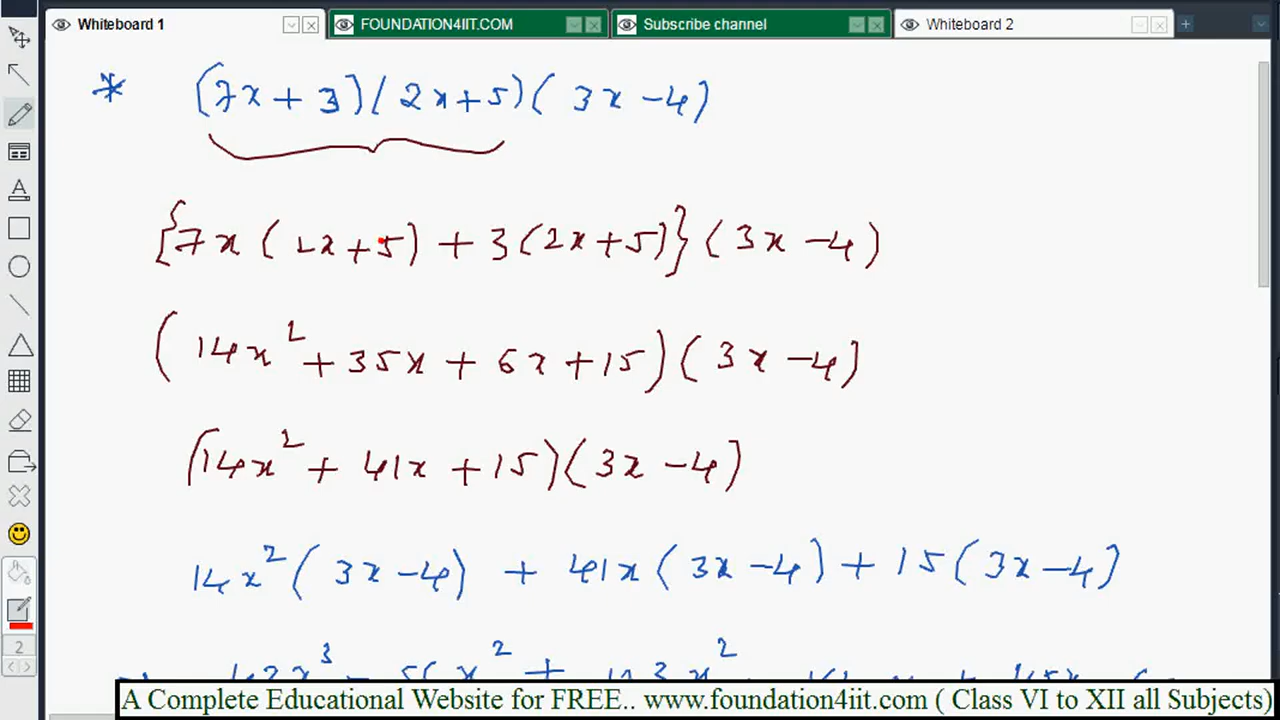 Whiteboard 1 FOUNDATION4IIT.COM Subscribe channel Whiteboard 2
* (7x + 3)(2x+5)(3x -4)
{7x(2x+5) + 3(2x+5)}(3x -4)
(14x² + 35x + 6x + 15)(3x -4)
(14x² + 41x + 15)(3x -4)
14x²(3x -4) + 41x(3x -4) + 15(3x -4)
2
A Complete Educational Website for FREE.. www.foundation4iit.com ( Class VI to XII all Subjects)